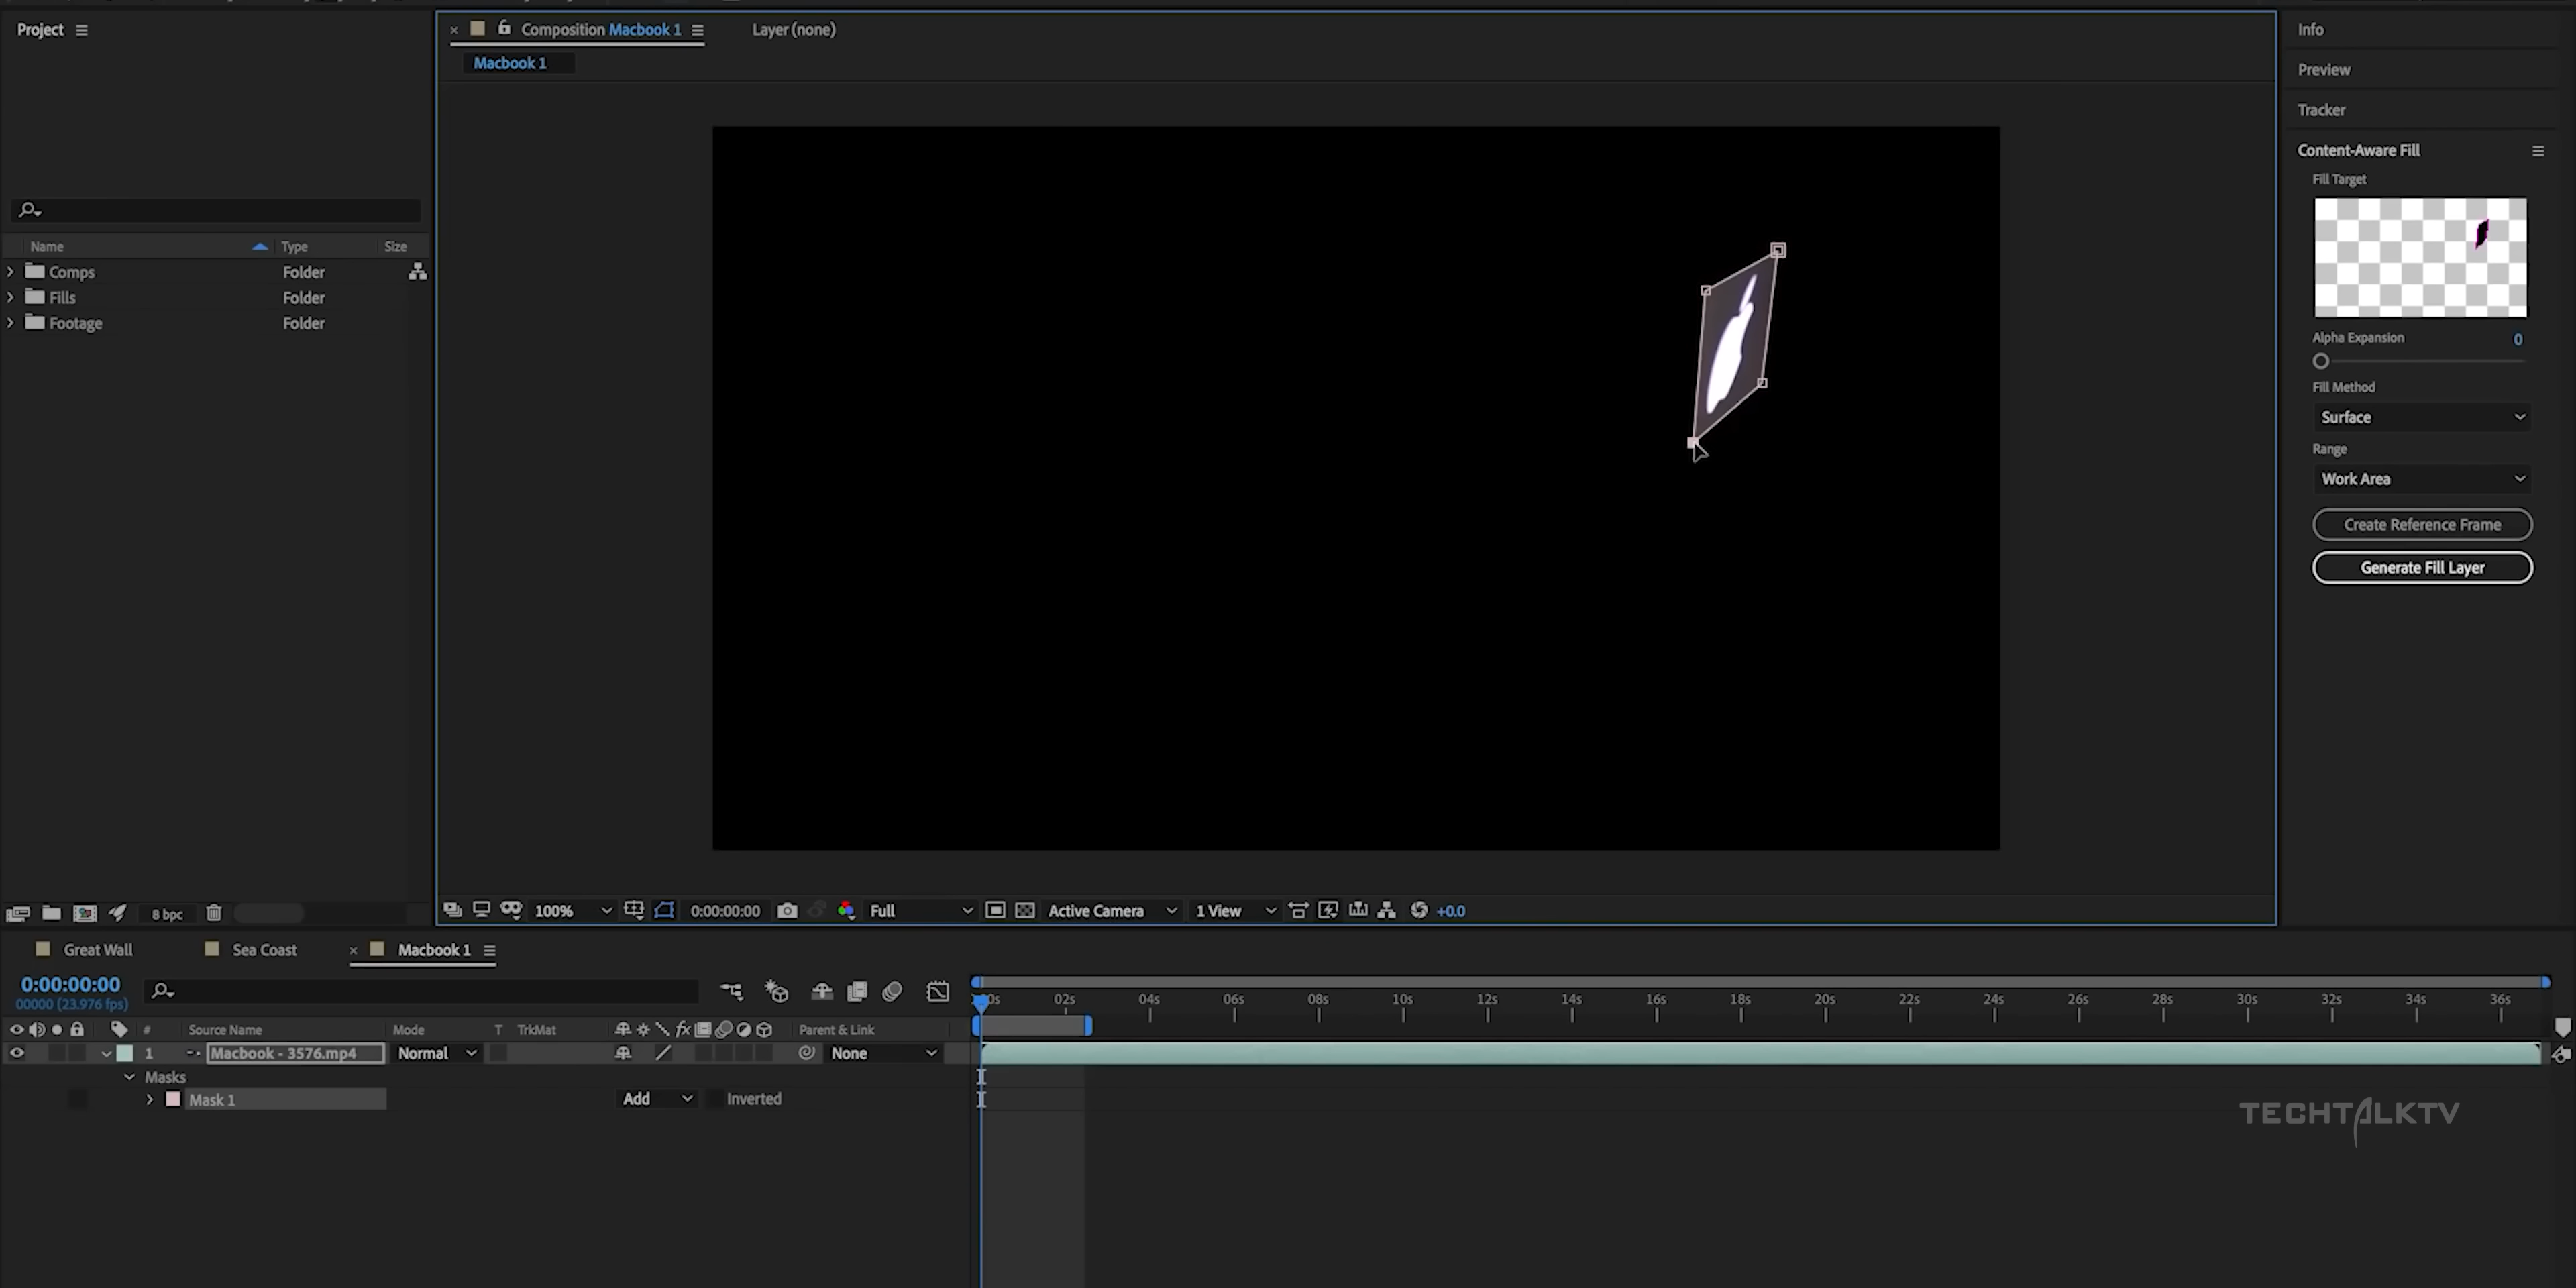 Project
Composition Macbook 1
Layer (none)
Macbook 1
Name Type Size
Comps Folder
Fills Folder
Footage Folder
8 bpc
100% 0:00:00:00 Full Active Camera 1 View +0.0
Info
Preview
Tracker
Content-Aware Fill
Fill Target
Alpha Expansion 0
Fill Method
Surface
Range
Work Area
Create Reference Frame
Generate Fill Layer
Great Wall Sea Coast Macbook 1
0:00:00:00
00000 (23.976 fps)
02s 04s 06s 08s 10s 12s 14s 16s 18s 20s 22s 24s 26s 28s 30s 32s 34s 36s
# Source Name Mode T TrkMat fx Parent & Link
1 Macbook - 3576.mp4 Normal None
Masks
Mask 1 Add Inverted
TECHTALKTV